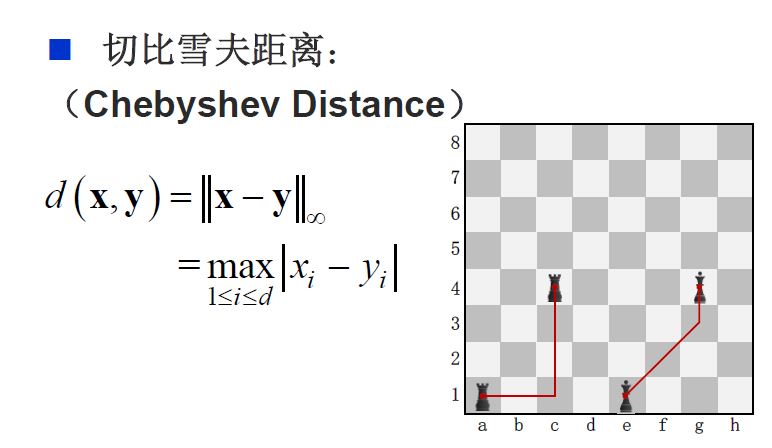 切比雪夫距离：
（Chebyshev Distance）
d(x,y) = ‖x − y‖∞
= max 1≤i≤d |xi − yi|
8
7
6
5
4
3
2
1
a b c d e f g h